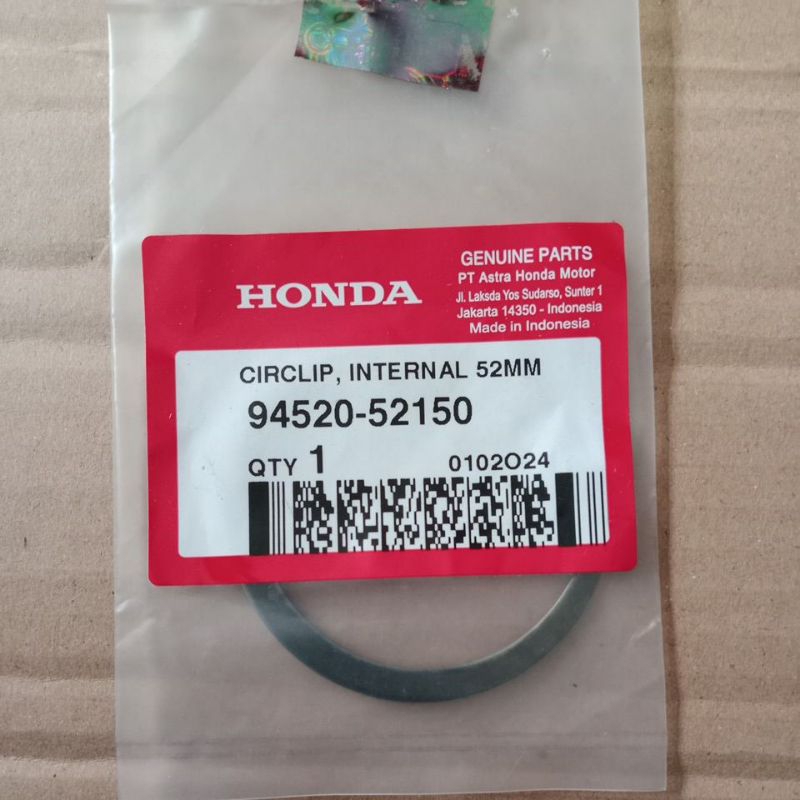 HONDA
GENUINE PARTS
PT Astra Honda Motor
Jl. Laksda Yos Sudarso, Sunter 1
Jakarta 14350 - Indonesia
Made in Indonesia
CIRCLIP, INTERNAL 52MM
94520-52150
QTY 1 0102O24